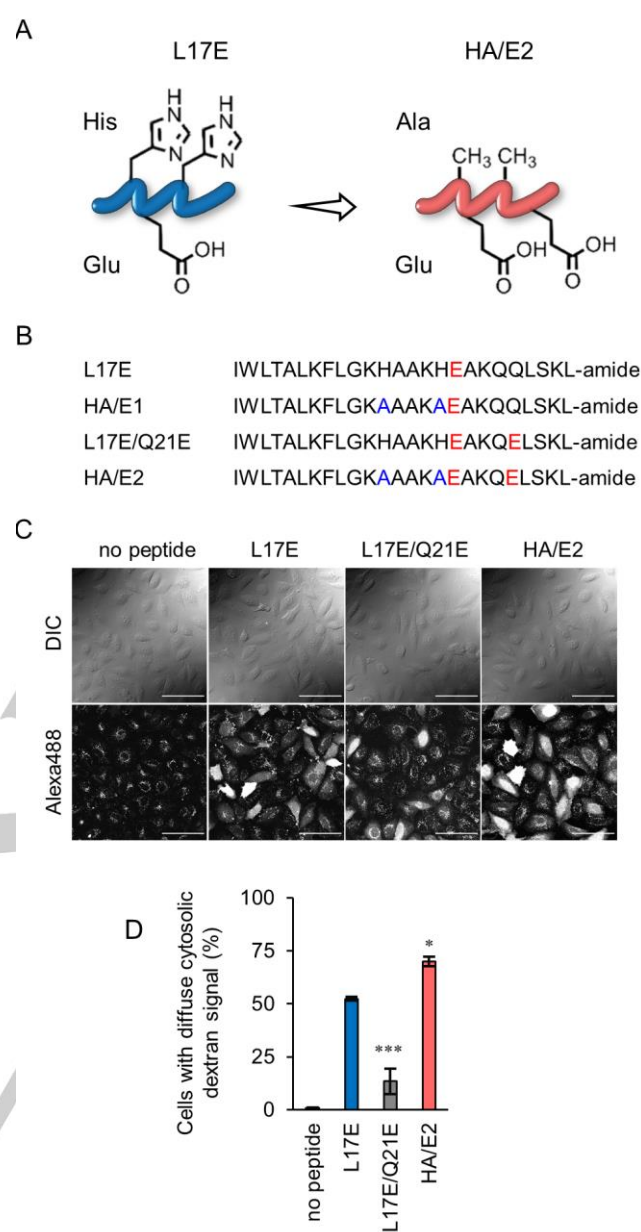 A
L17E
HA/E2
NH
HN
His
N
N
Ala
CH3
CH3
Glu
OH
O
Glu
OH
O
OH
O
B
L17E IWLTALKFLGKHAAKHEAKQQLSKL-amide
HA/E1 IWLTALKFLGKAAAKAEAKQQLSKL-amide
L17E/Q21E IWLTALKFLGKHAAKHEAKQELSKL-amide
HA/E2 IWLTALKFLGKAAAKAEAKQELSKL-amide
C
no peptide L17E L17E/Q21E HA/E2
DIC
Alexa488
D
Cells with diffuse cytosolic
dextran signal (%)
100
75
50
25
0
***
*
no peptide
L17E
L17E/Q21E
HA/E2